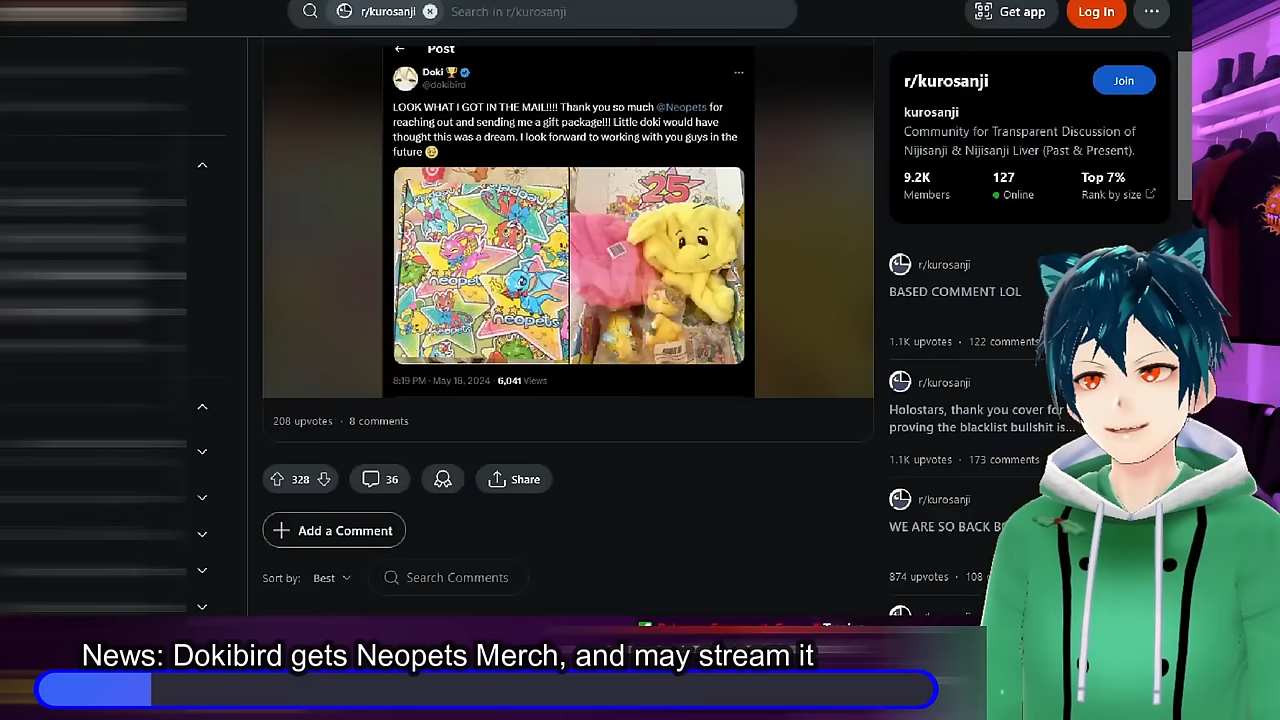 r/kurosanji
Search in r/kurosanji
Get app
Log In
Post
Doki
@dokibird
LOOK WHAT I GOT IN THE MAIL!!!! Thank you so much @Neopets for
reaching out and sending me a gift package!!! Little doki would have
thought this was a dream. I look forward to working with you guys in the
future
neopets
neopets
neopets
25
8:19 PM · May 16, 2024 · 6,041 Views
208 upvotes · 8 comments
328
36
Share
Add a Comment
Sort by: Best
Search Comments
r/kurosanji
Join
kurosanji
Community for Transparent Discussion of
Nijisanji & Nijisanji Liver (Past & Present).
9.2K 127 Top 7%
Members Online Rank by size
r/kurosanji
BASED COMMENT LOL
1.1K upvotes · 122 comments
r/kurosanji
Holostars, thank you cover for
proving the blacklist bullshit is...
1.1K upvotes · 173 comments
r/kurosanji
WE ARE SO BACK
874 upvotes · 108
News: Dokibird gets Neopets Merch, and may stream it